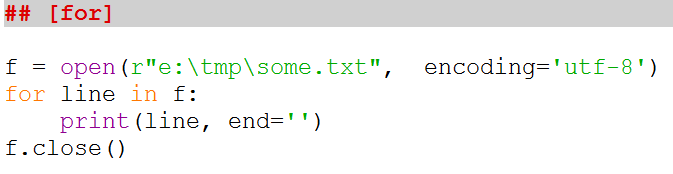 ## [for]
f = open(r"e:\tmp\some.txt",  encoding='utf-8')
for line in f:
    print(line, end='')
f.close()